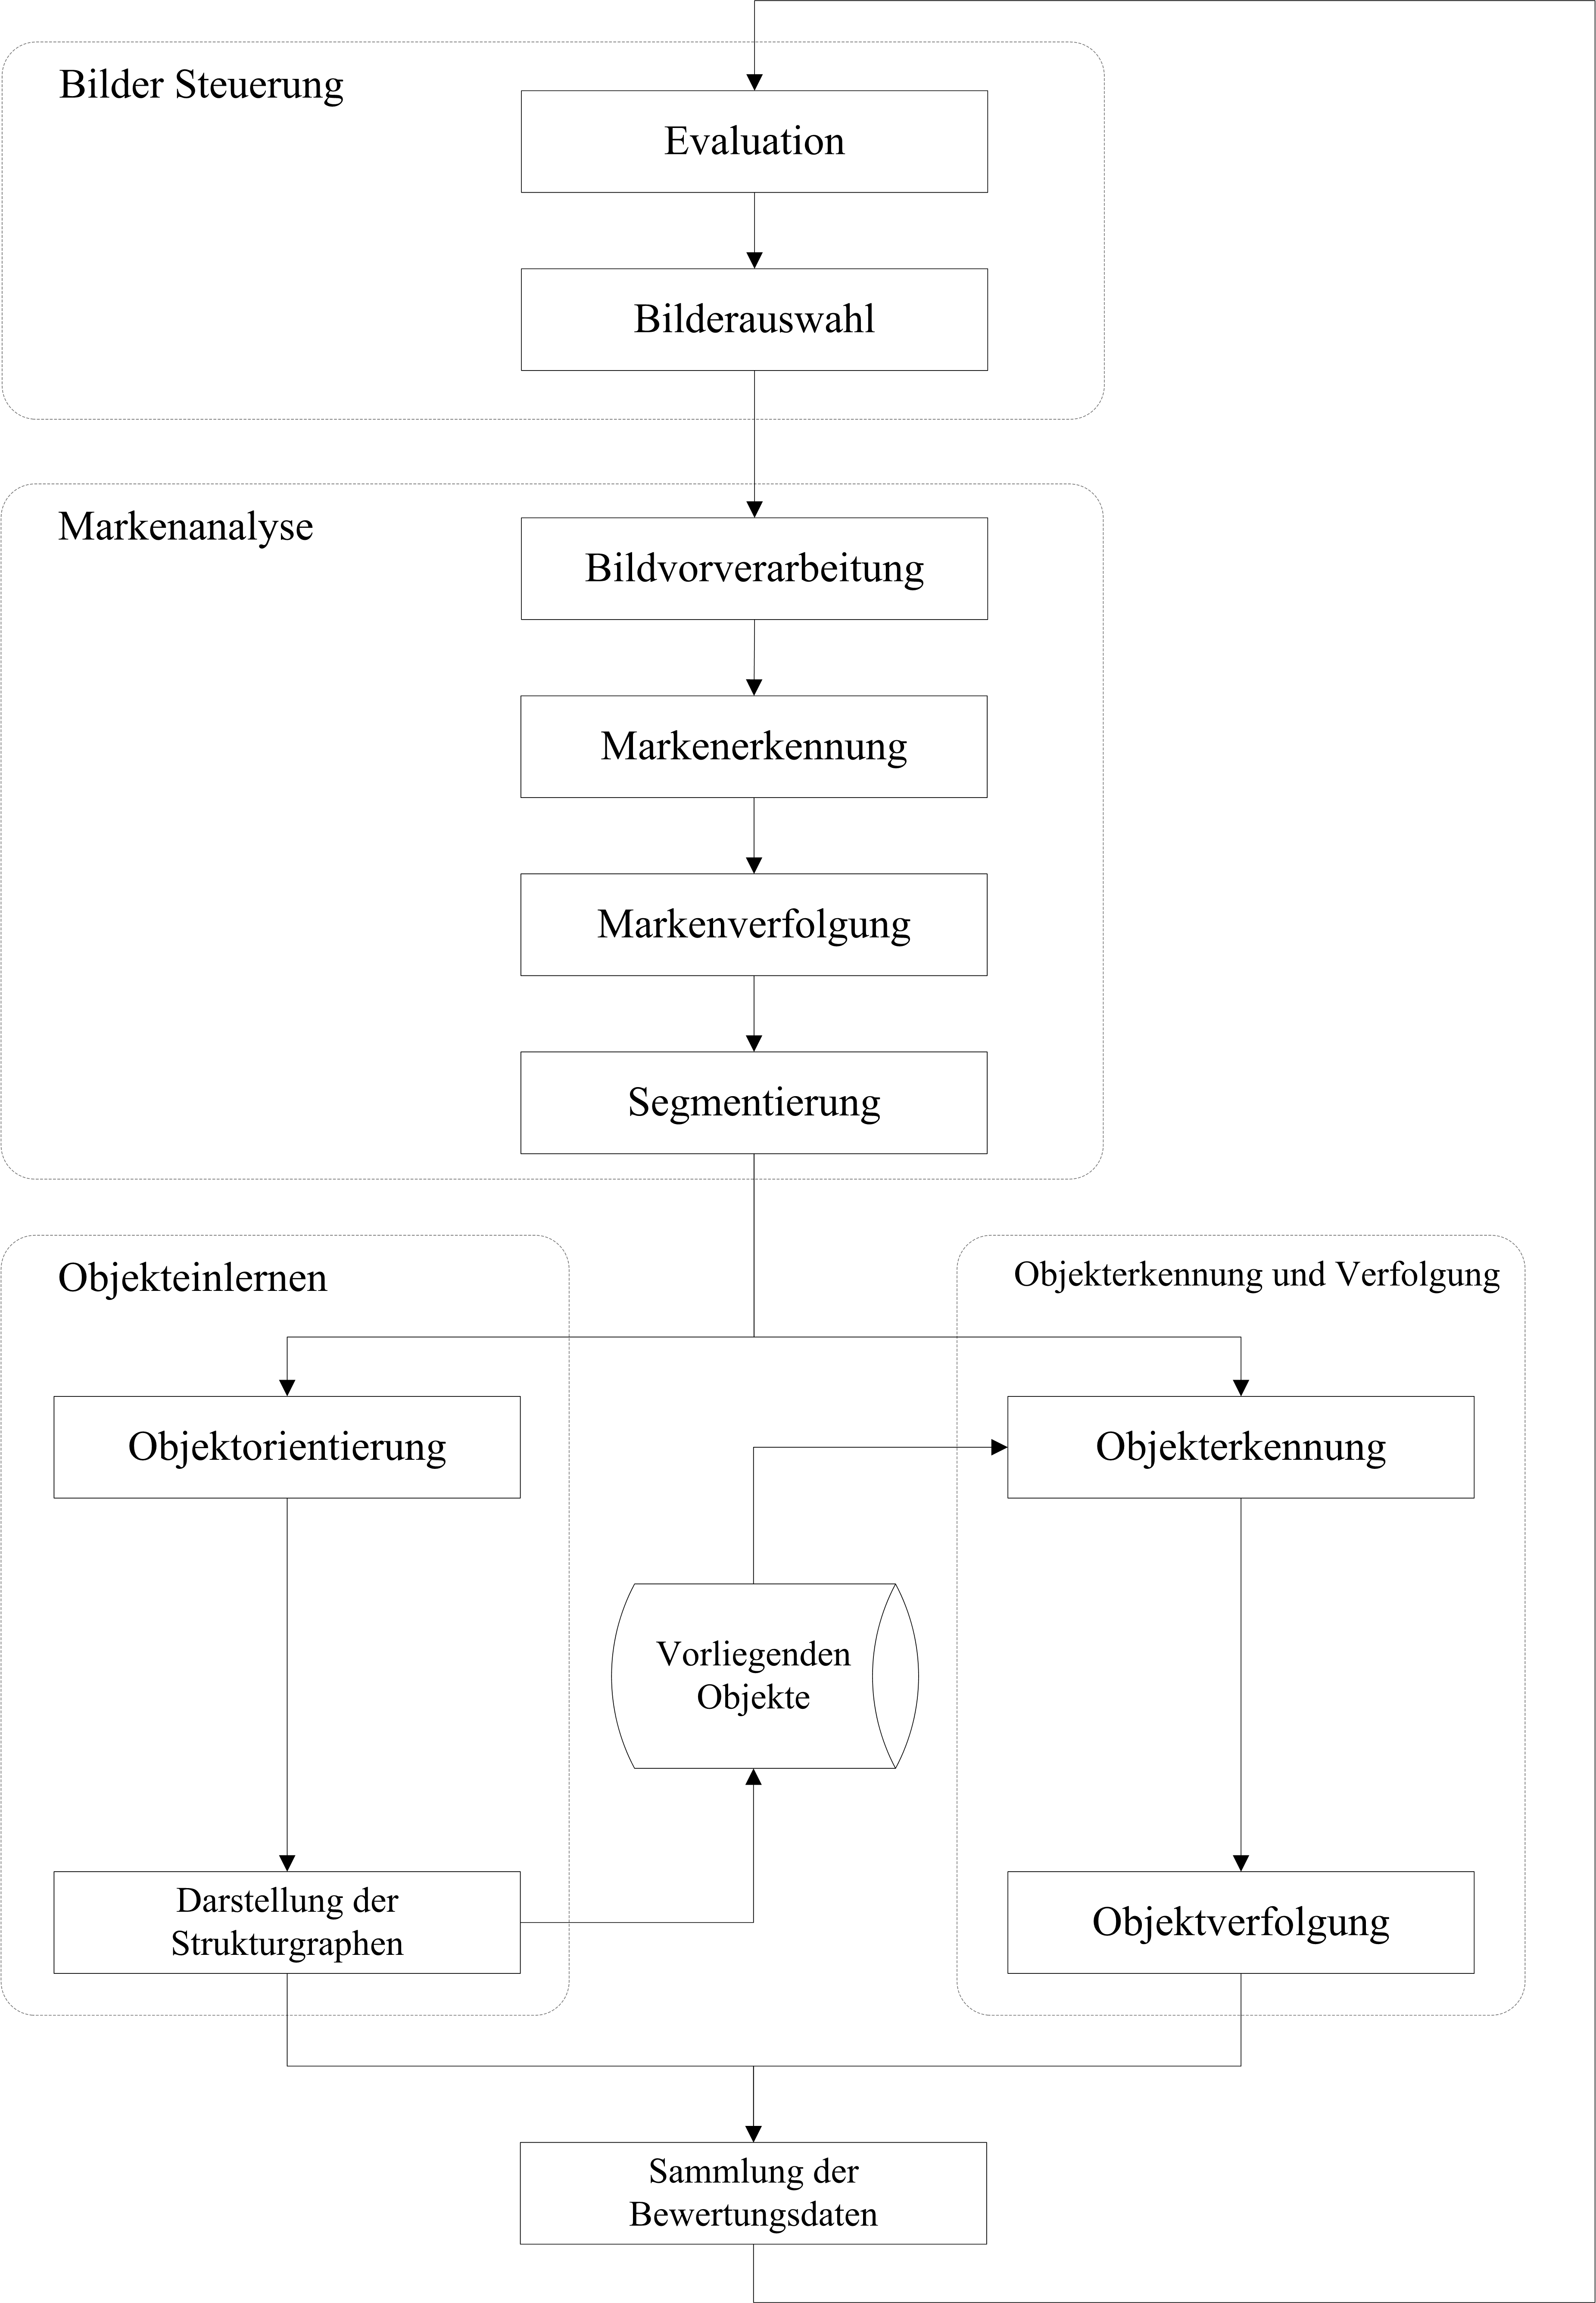 Bilder Steuerung
Evaluation
Bilderauswahl
Markenanalyse
Bildvorverarbeitung
Markenerkennung
Markenverfolgung
Segmentierung
Objekteinlernen
Objekterkennung und Verfolgung
Objektorientierung
Objekterkennung
Vorliegenden
Objekte
Darstellung der
Strukturgraphen
Objektverfolgung
Sammlung der
Bewertungsdaten